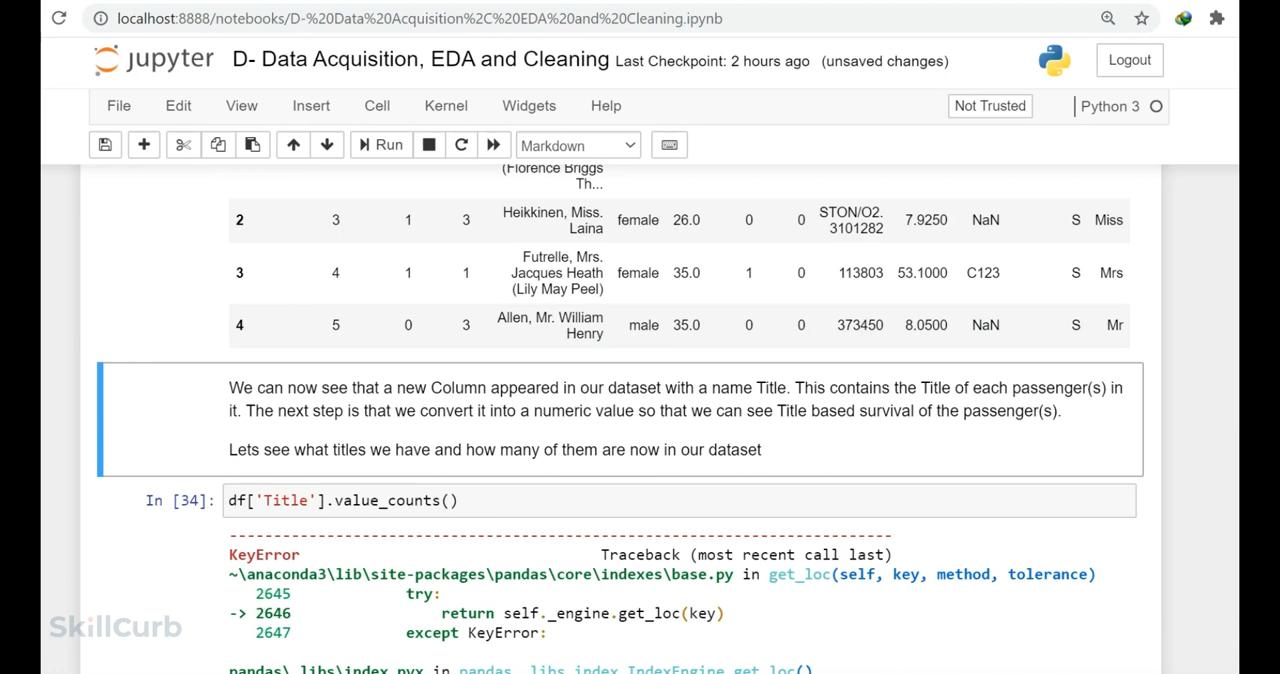 localhost:8888/notebooks/D-%20Data%20Acquisition%2C%20EDA%20and%20Cleaning.ipynb
jupyter D- Data Acquisition, EDA and Cleaning Last Checkpoint: 2 hours ago (unsaved changes) Logout
File Edit View Insert Cell Kernel Widgets Help Not Trusted Python 3
Run Markdown
(Florence Briggs
Th...
2 3 1 3 Heikkinen, Miss. Laina female 26.0 0 0 STON/O2. 3101282 7.9250 NaN S Miss
3 4 1 1 Futrelle, Mrs. Jacques Heath (Lily May Peel) female 35.0 1 0 113803 53.1000 C123 S Mrs
4 5 0 3 Allen, Mr. William Henry male 35.0 0 0 373450 8.0500 NaN S Mr
We can now see that a new Column appeared in our dataset with a name Title. This contains the Title of each passenger(s) in
it. The next step is that we convert it into a numeric value so that we can see Title based survival of the passenger(s).
Lets see what titles we have and how many of them are now in our dataset
In [34]: df['Title'].value_counts()
---------------------------------------------------------------------------
KeyError Traceback (most recent call last)
~\anaconda3\lib\site-packages\pandas\core\indexes\base.py in get_loc(self, key, method, tolerance)
2645 try:
-> 2646 return self._engine.get_loc(key)
2647 except KeyError:
pandas\_libs\index.pyx in pandas._libs.index.IndexEngine.get_loc()
SkillCurb